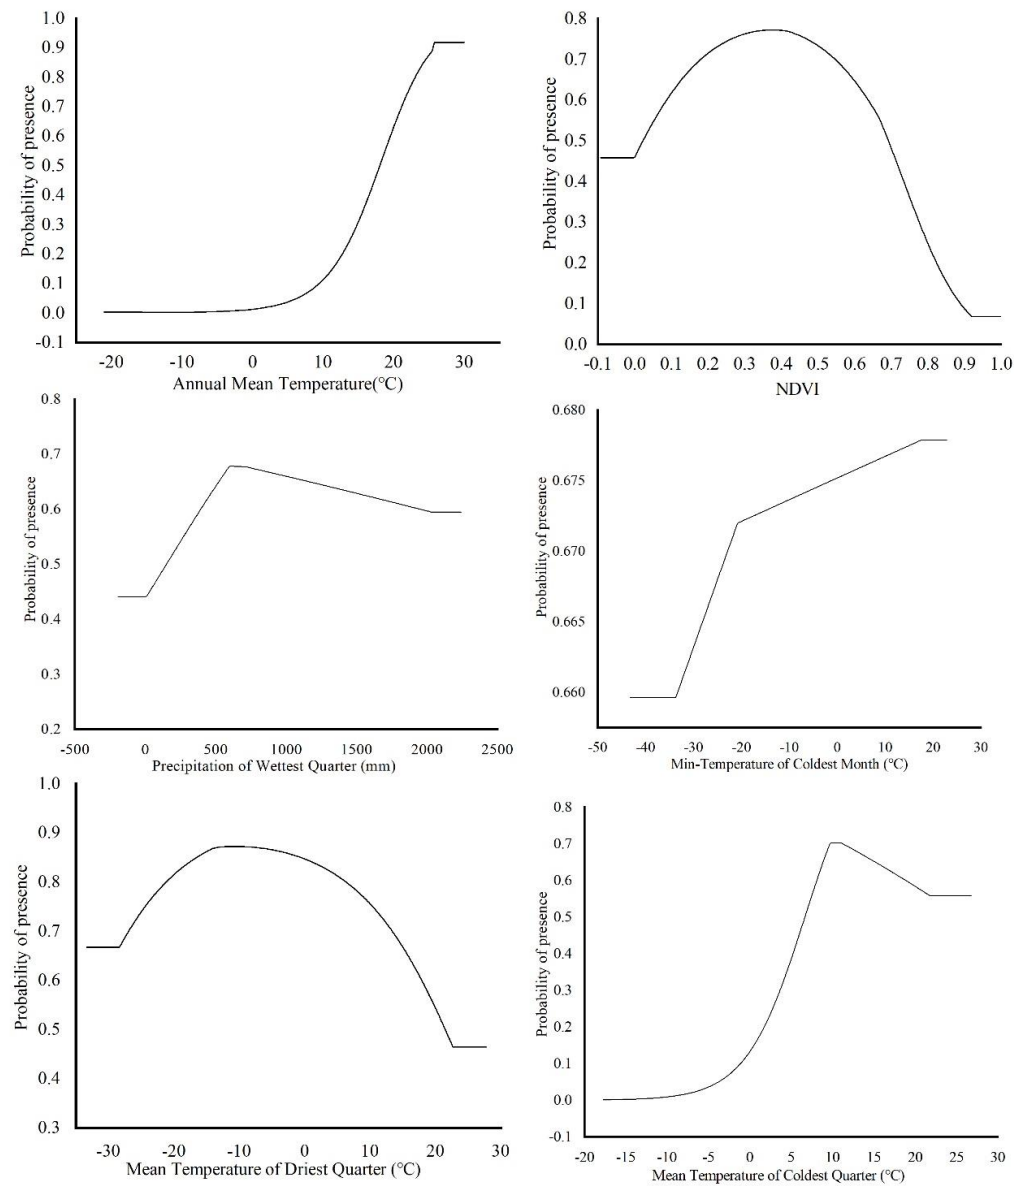 Probability of presence
1.0
0.9
0.8
0.7
0.6
0.5
0.4
0.3
0.2
0.1
0.0
-0.1
-20 -10 0 10 20 30
Annual Mean Temperature(°C)
Probability of presence
0.8
0.7
0.6
0.5
0.4
0.3
0.2
0.1
0.0
-0.1 0.0 0.1 0.2 0.3 0.4 0.5 0.6 0.7 0.8 0.9 1.0
NDVI
Probability of presence
0.8
0.7
0.6
0.5
0.4
0.3
0.2
-500 0 500 1000 1500 2000 2500
Precipitation of Wettest Quarter (mm)
Probability of presence
0.680
0.675
0.670
0.665
0.660
-50 -40 -30 -20 -10 0 10 20 30
Min-Temperature of Coldest Month (°C)
Probability of presence
1.0
0.9
0.8
0.7
0.6
0.5
0.4
0.3
-30 -20 -10 0 10 20 30
Mean Temperature of Driest Quarter (°C)
Probability of presence
0.8
0.7
0.6
0.5
0.4
0.3
0.2
0.1
0.0
-0.1
-20 -15 -10 -5 0 5 10 15 20 25 30
Mean Temperature of Coldest Quarter (°C)